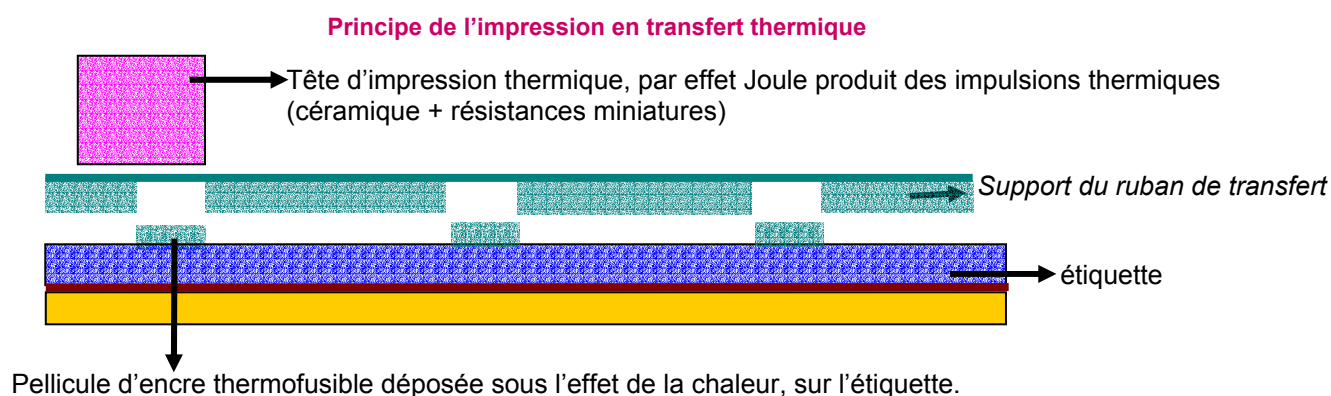 Principe de l’impression en transfert thermique
Tête d’impression thermique, par effet Joule produit des impulsions thermiques
(céramique + résistances miniatures)
Support du ruban de transfert
étiquette
Pellicule d’encre thermofusible déposée sous l’effet de la chaleur, sur l’étiquette.